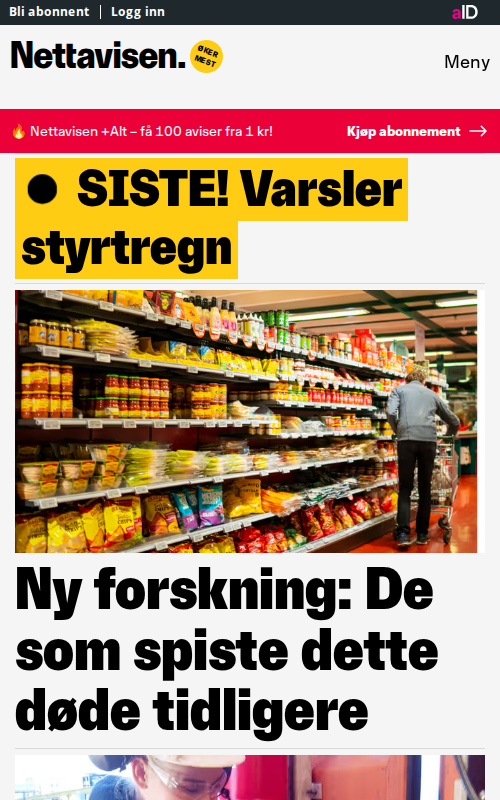 Bli abonnent | Logg inn
aID
Nettavisen.
ØKER
MEST
Meny
🔥 Nettavisen +Alt – få 100 aviser fra 1 kr!
Kjøp abonnement →
SISTE! Varsler
styrtregn
Ny forskning: De
som spiste dette
døde tidligere